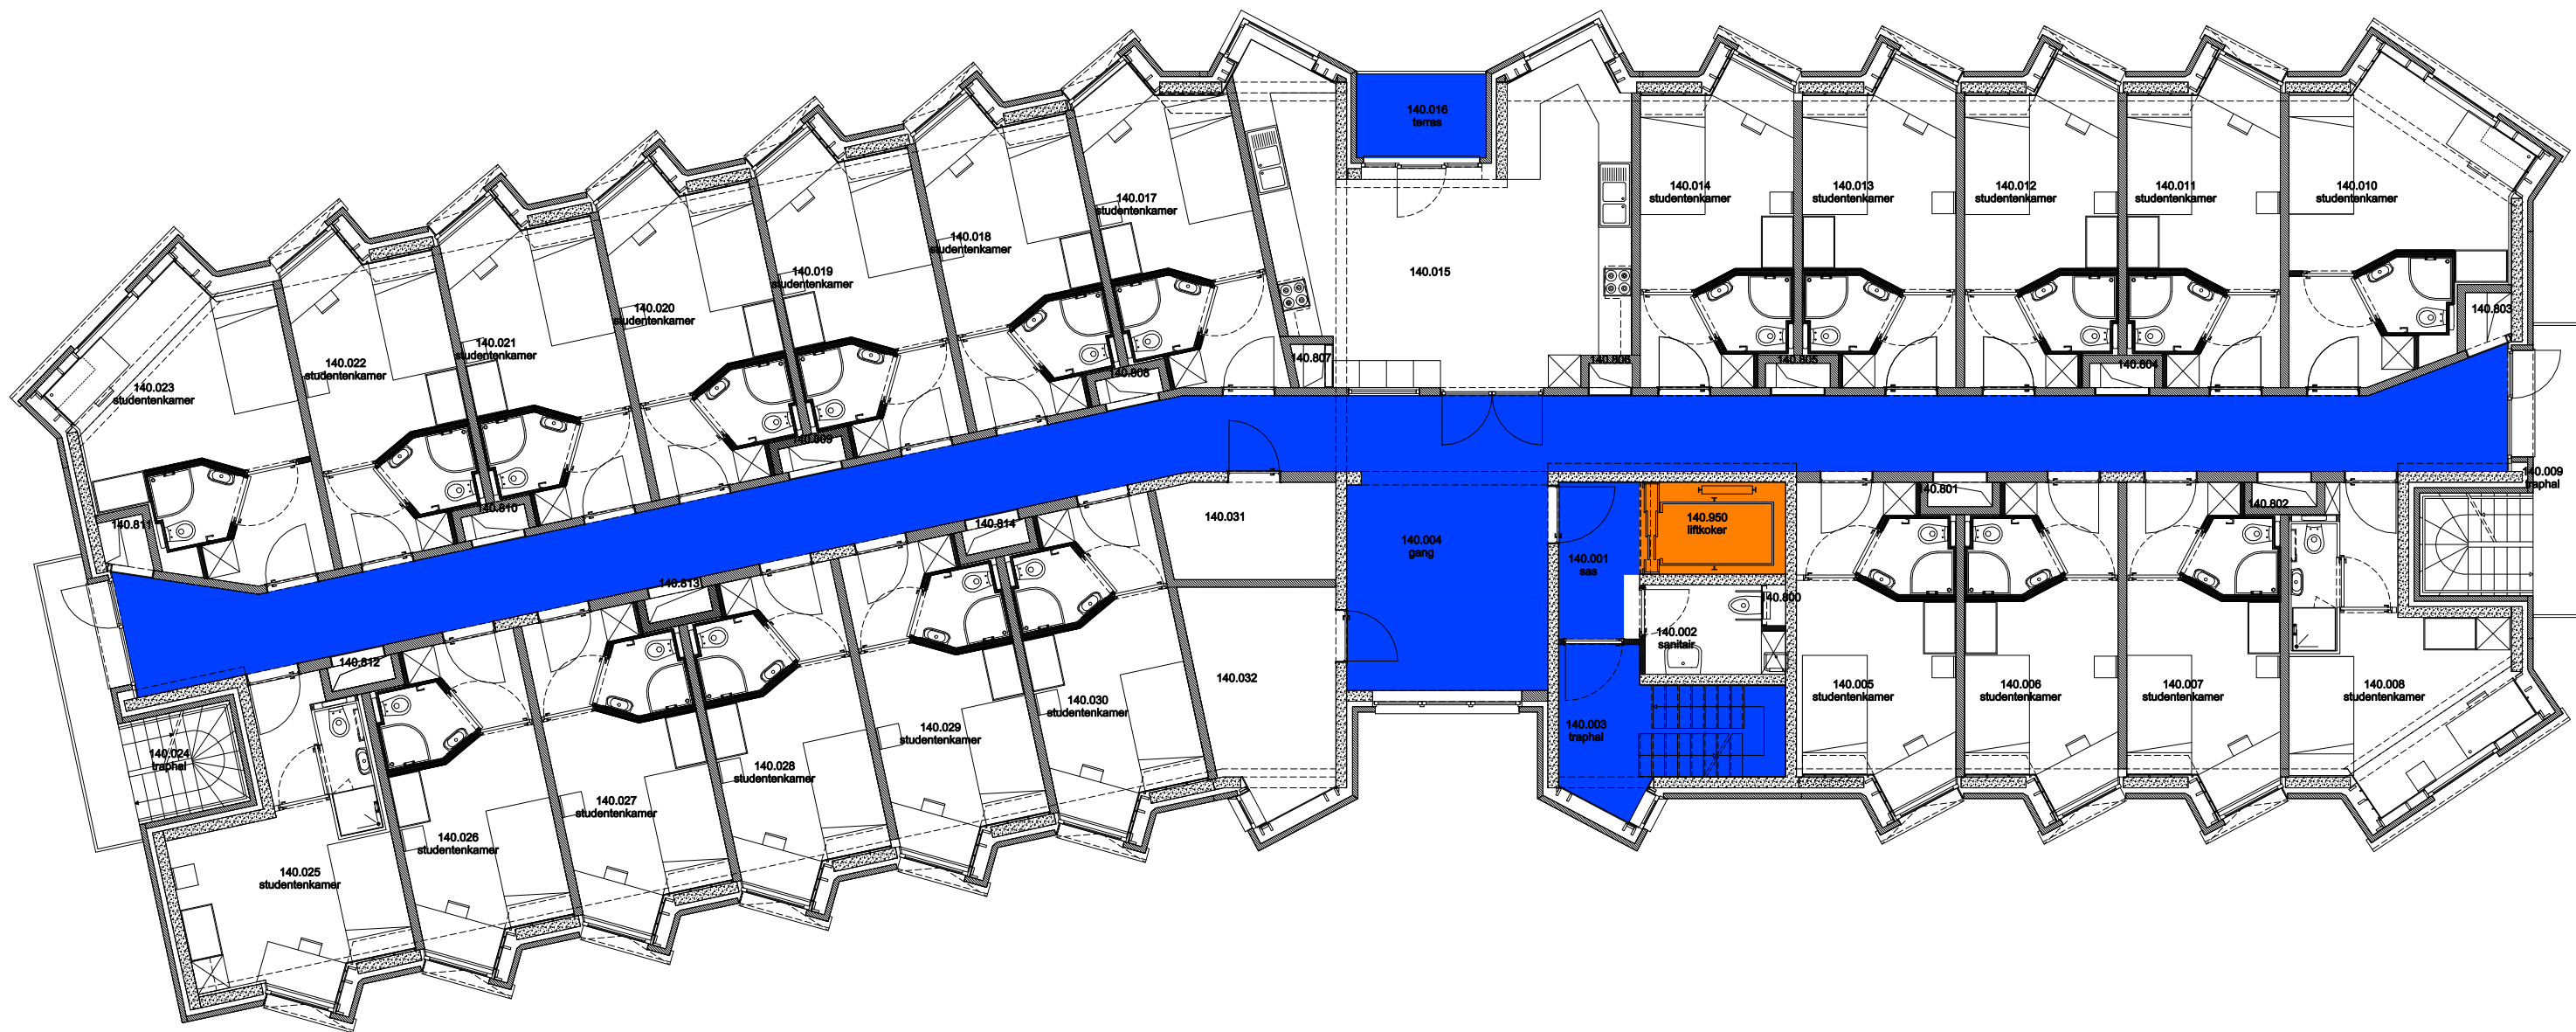 140.016
terras
140.014
studentenkamer
140.013
studentenkamer
140.012
studentenkamer
140.011
studentenkamer
140.010
studentenkamer
140.017
studentenkamer
140.018
studentenkamer
140.019
studentenkamer
140.020
studentenkamer
140.021
studentenkamer
140.022
studentenkamer
140.023
studentenkamer
140.015
140.803
140.804
140.805
140.806
140.807
140.808
140.809
140.810
140.811
140.009
traphal
140.801
140.802
140.031
140.814
140.813
140.812
140.950
liftkoker
140.004
gang
140.001
sas
140.800
140.002
sanitair
140.032
140.003
traphal
140.005
studentenkamer
140.006
studentenkamer
140.007
studentenkamer
140.008
studentenkamer
140.030
studentenkamer
140.029
studentenkamer
140.028
studentenkamer
140.027
studentenkamer
140.026
studentenkamer
140.025
studentenkamer
140.024
traphal